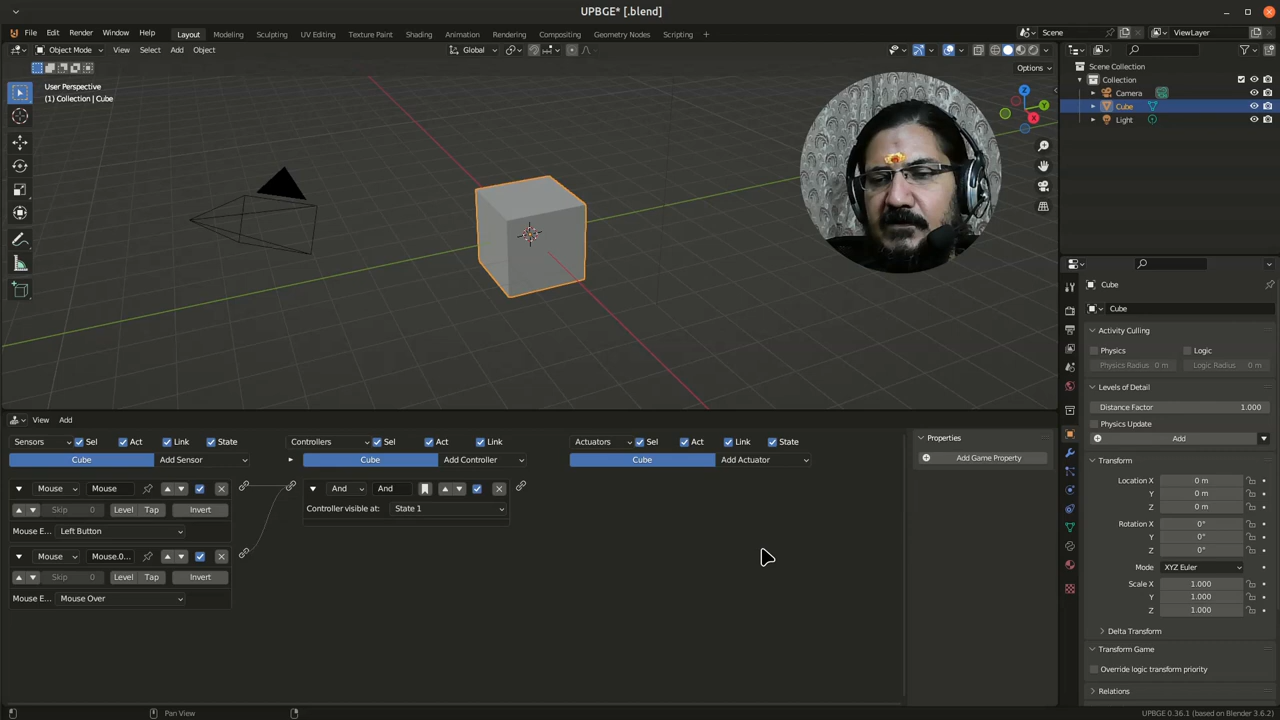 UPBGE* [.blend]
File Edit Render Window Help Layout Modeling Sculpting UV Editing Texture Paint Shading Animation Rendering Compositing Geometry Nodes Scripting + Scene ViewLayer
Object Mode View Select Add Object Global
Options
User Perspective
(1) Collection | Cube
Z
Y
X
Scene Collection
Collection
Camera
Cube
Light
Cube
Cube
Activity Culling
Physics Logic
Physics Radius 0 m Logic Radius 0 m
Levels of Detail
Distance Factor 1.000
Physics Update
Add
Transform
Location X 0 m
Y 0 m
Z 0 m
Rotation X 0°
Y 0°
Z 0°
Mode XYZ Euler
Scale X 1.000
Y 1.000
Z 1.000
Delta Transform
Transform Game
Override logic transform priority
Relations
View Add
Sensors Sel Act Link State Controllers Sel Act Link Actuators Sel Act Link State
Cube Add Sensor Cube Add Controller Cube Add Actuator
Properties
Add Game Property
Mouse Mouse And And
Skip 0 Level Tap Invert Controller visible at: State 1
Mouse E... Left Button
Mouse Mouse.0...
Skip 0 Level Tap Invert
Mouse E... Mouse Over
Pan View
UPBGE 0.36.1 (based on Blender 3.6.2)